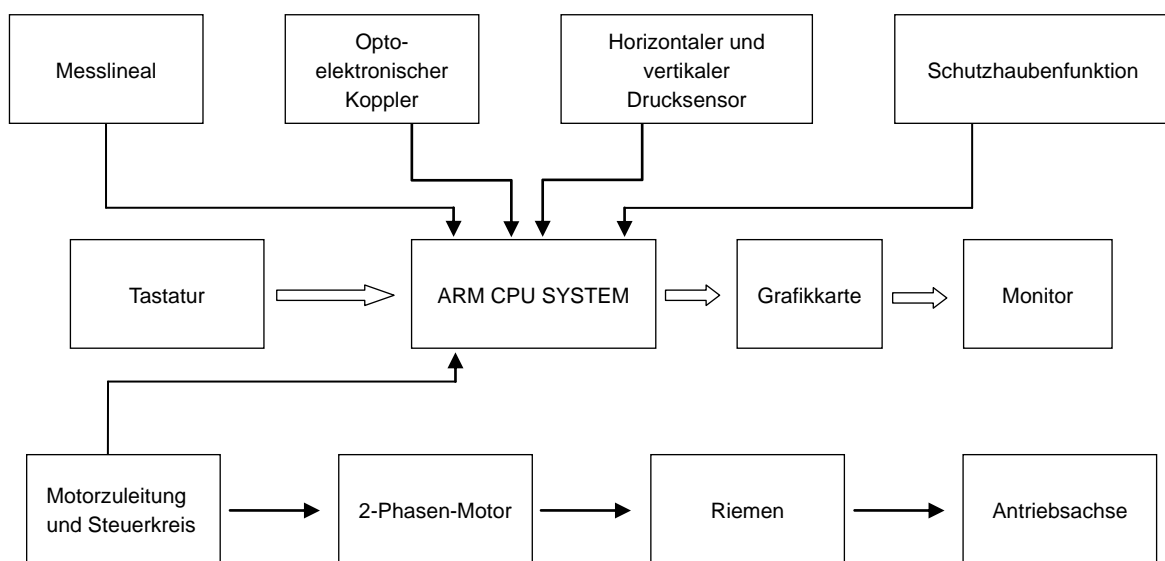 Messlineal
Opto-
elektronischer
Koppler
Horizontaler und
vertikaler
Drucksensor
Schutzhaubenfunktion
Tastatur
ARM CPU SYSTEM
Grafikkarte
Monitor
Motorzuleitung
und Steuerkreis
2-Phasen-Motor
Riemen
Antriebsachse